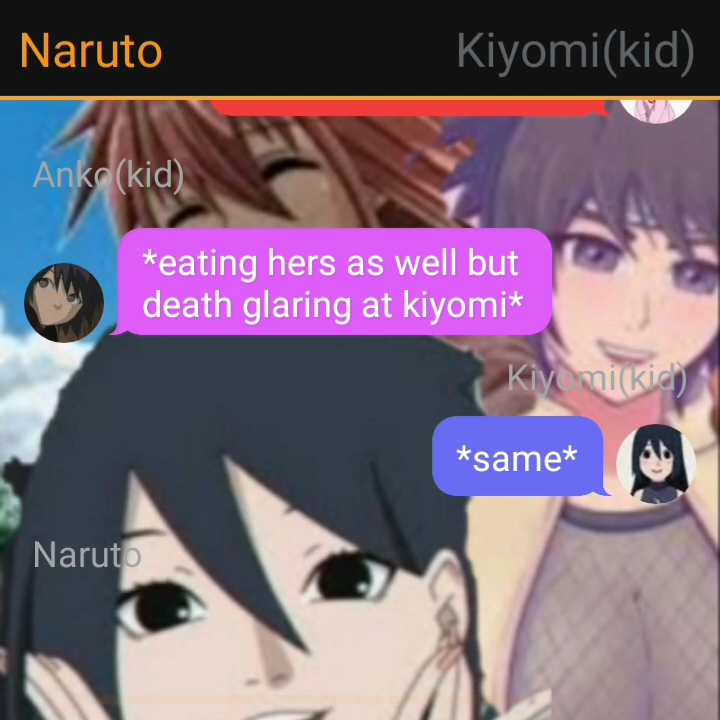 Naruto
Kiyomi(kid)
Anko(kid)
*eating hers as well but
death glaring at kiyomi*
Kiyomi(kid)
*same*
Naruto